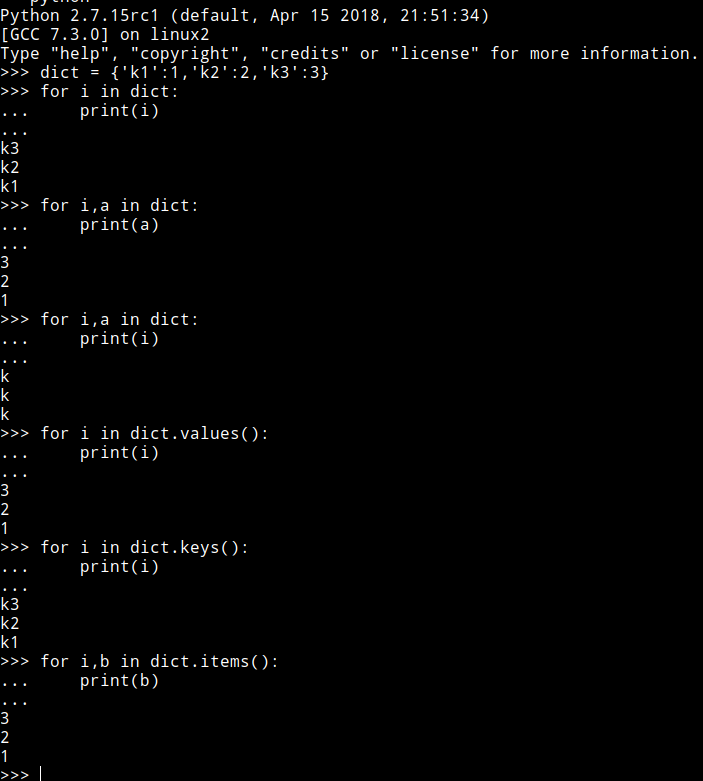 python
Python 2.7.15rc1 (default, Apr 15 2018, 21:51:34)
[GCC 7.3.0] on linux2
Type "help", "copyright", "credits" or "license" for more information.
>>> dict = {'k1':1,'k2':2,'k3':3}
>>> for i in dict:
...     print(i)
...
k3
k2
k1
>>> for i,a in dict:
...     print(a)
...
3
2
1
>>> for i,a in dict:
...     print(i)
...
k
k
k
>>> for i in dict.values():
...     print(i)
...
3
2
1
>>> for i in dict.keys():
...     print(i)
...
k3
k2
k1
>>> for i,b in dict.items():
...     print(b)
...
3
2
1
>>>